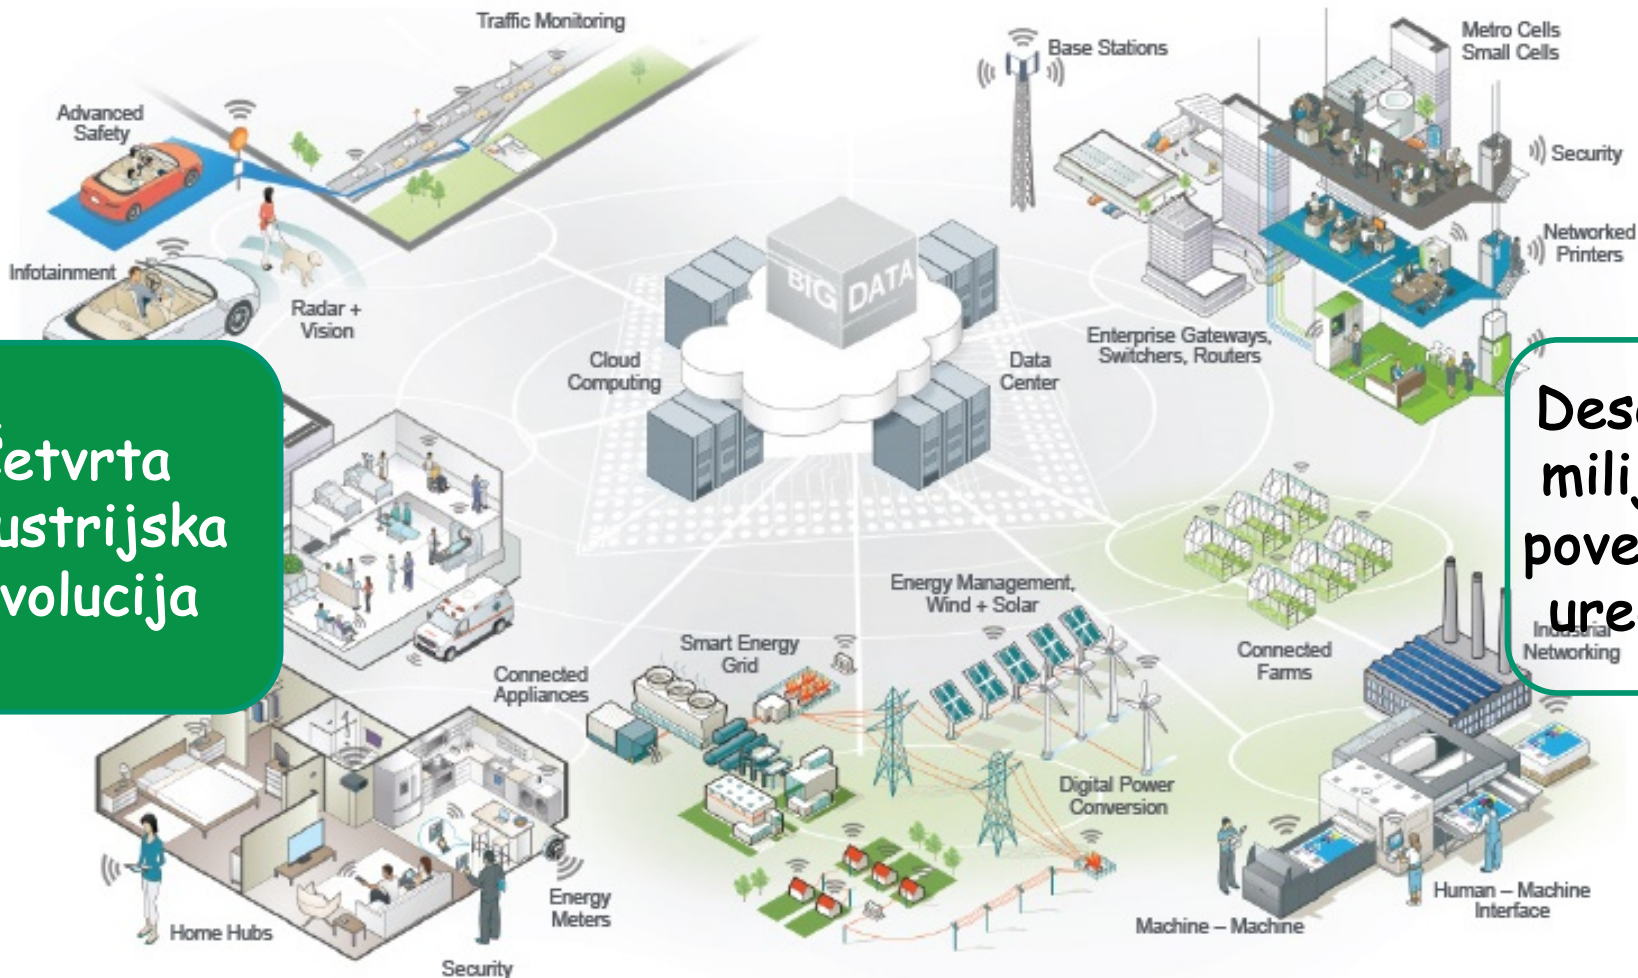 Traffic Monitoring
Advanced
Safety
Infotainment
Radar +
Vision
Base Stations
Metro Cells
Small Cells
Security
Networked
Printers
Enterprise Gateways,
Switchers, Routers
BIG DATA
Cloud
Computing
Data
Center
Četvrta
ustrijska
volucija
Des
milij
pove
ure
Energy Management,
Wind + Solar
Smart Energy
Grid
Connected
Appliances
Connected
Farms
Industrial
Networking
Digital Power
Conversion
Energy
Meters
Home Hubs
Security
Machine – Machine
Human – Machine
Interface